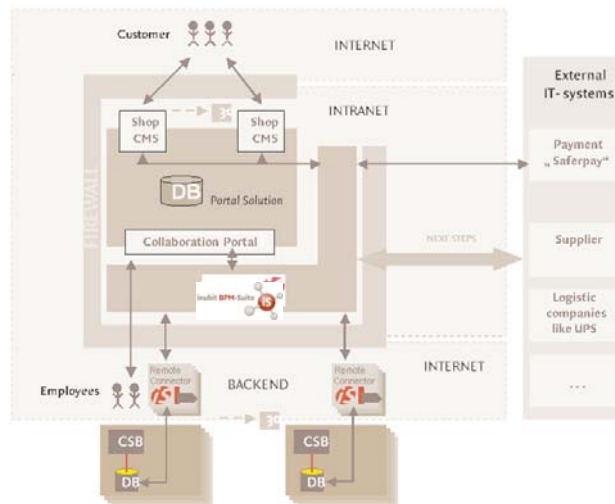 Customer
INTERNET
External
IT- systems
INTRANET
Shop
CMS
Shop
CMS
Payment
„ Saferpay“
FIREWALL
DB
Portal Solution
Collaboration Portal
NEXT STEPS
Supplier
inubit BPM-Suite
iS
Logistic
companies
like UPS
INTERNET
Remote
Connector
Remote
Connector
BACKEND
Employees
...
CSB
DB
CSB
DB